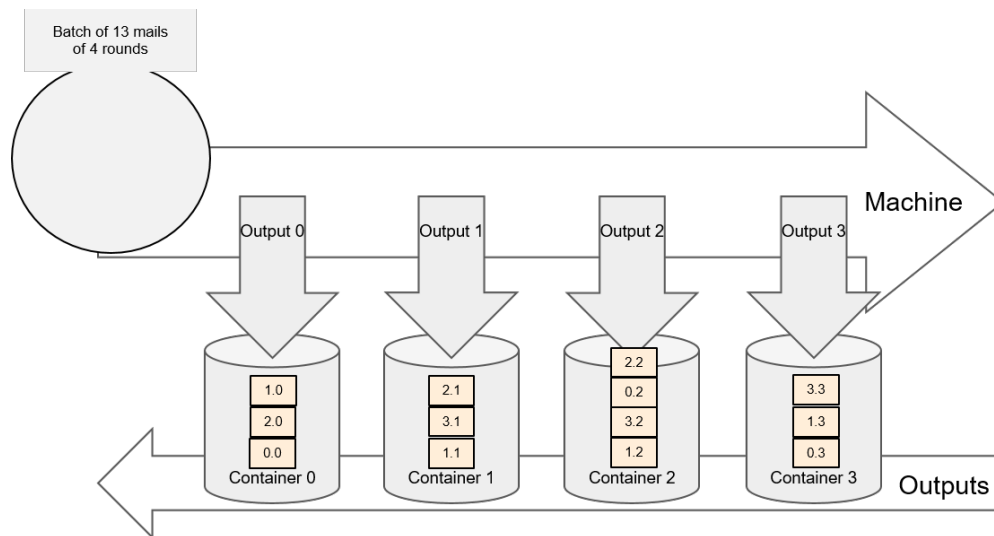 Batch of 13 mails
of 4 rounds
Machine
Output 0
Output 1
Output 2
Output 3
1.0
2.0
0.0
Container 0
2.1
3.1
1.1
Container 1
2.2
0.2
3.2
1.2
Container 2
3.3
1.3
0.3
Container 3
Outputs